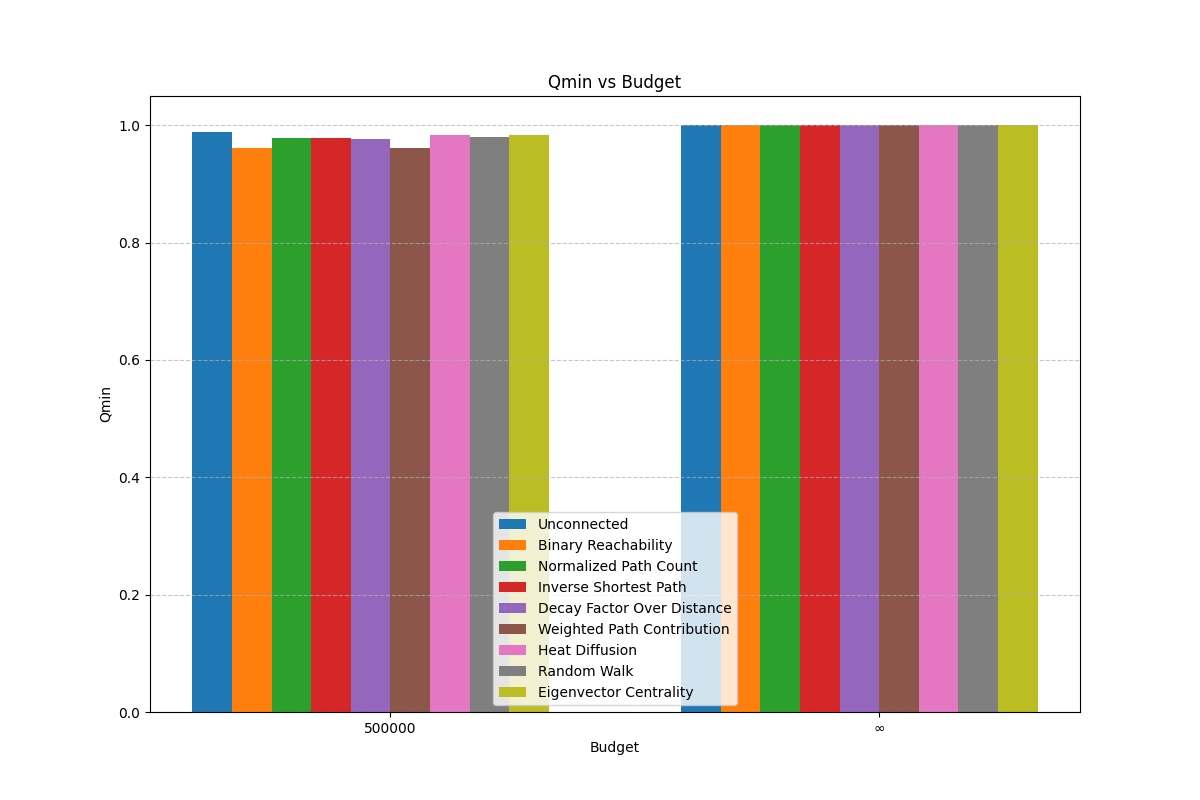 Qmin vs Budget
1.0
0.8
0.6
0.4
0.2
0.0
Qmin
Unconnected
Binary Reachability
Normalized Path Count
Inverse Shortest Path
Decay Factor Over Distance
Weighted Path Contribution
Heat Diffusion
Random Walk
Eigenvector Centrality
500000
∞
Budget